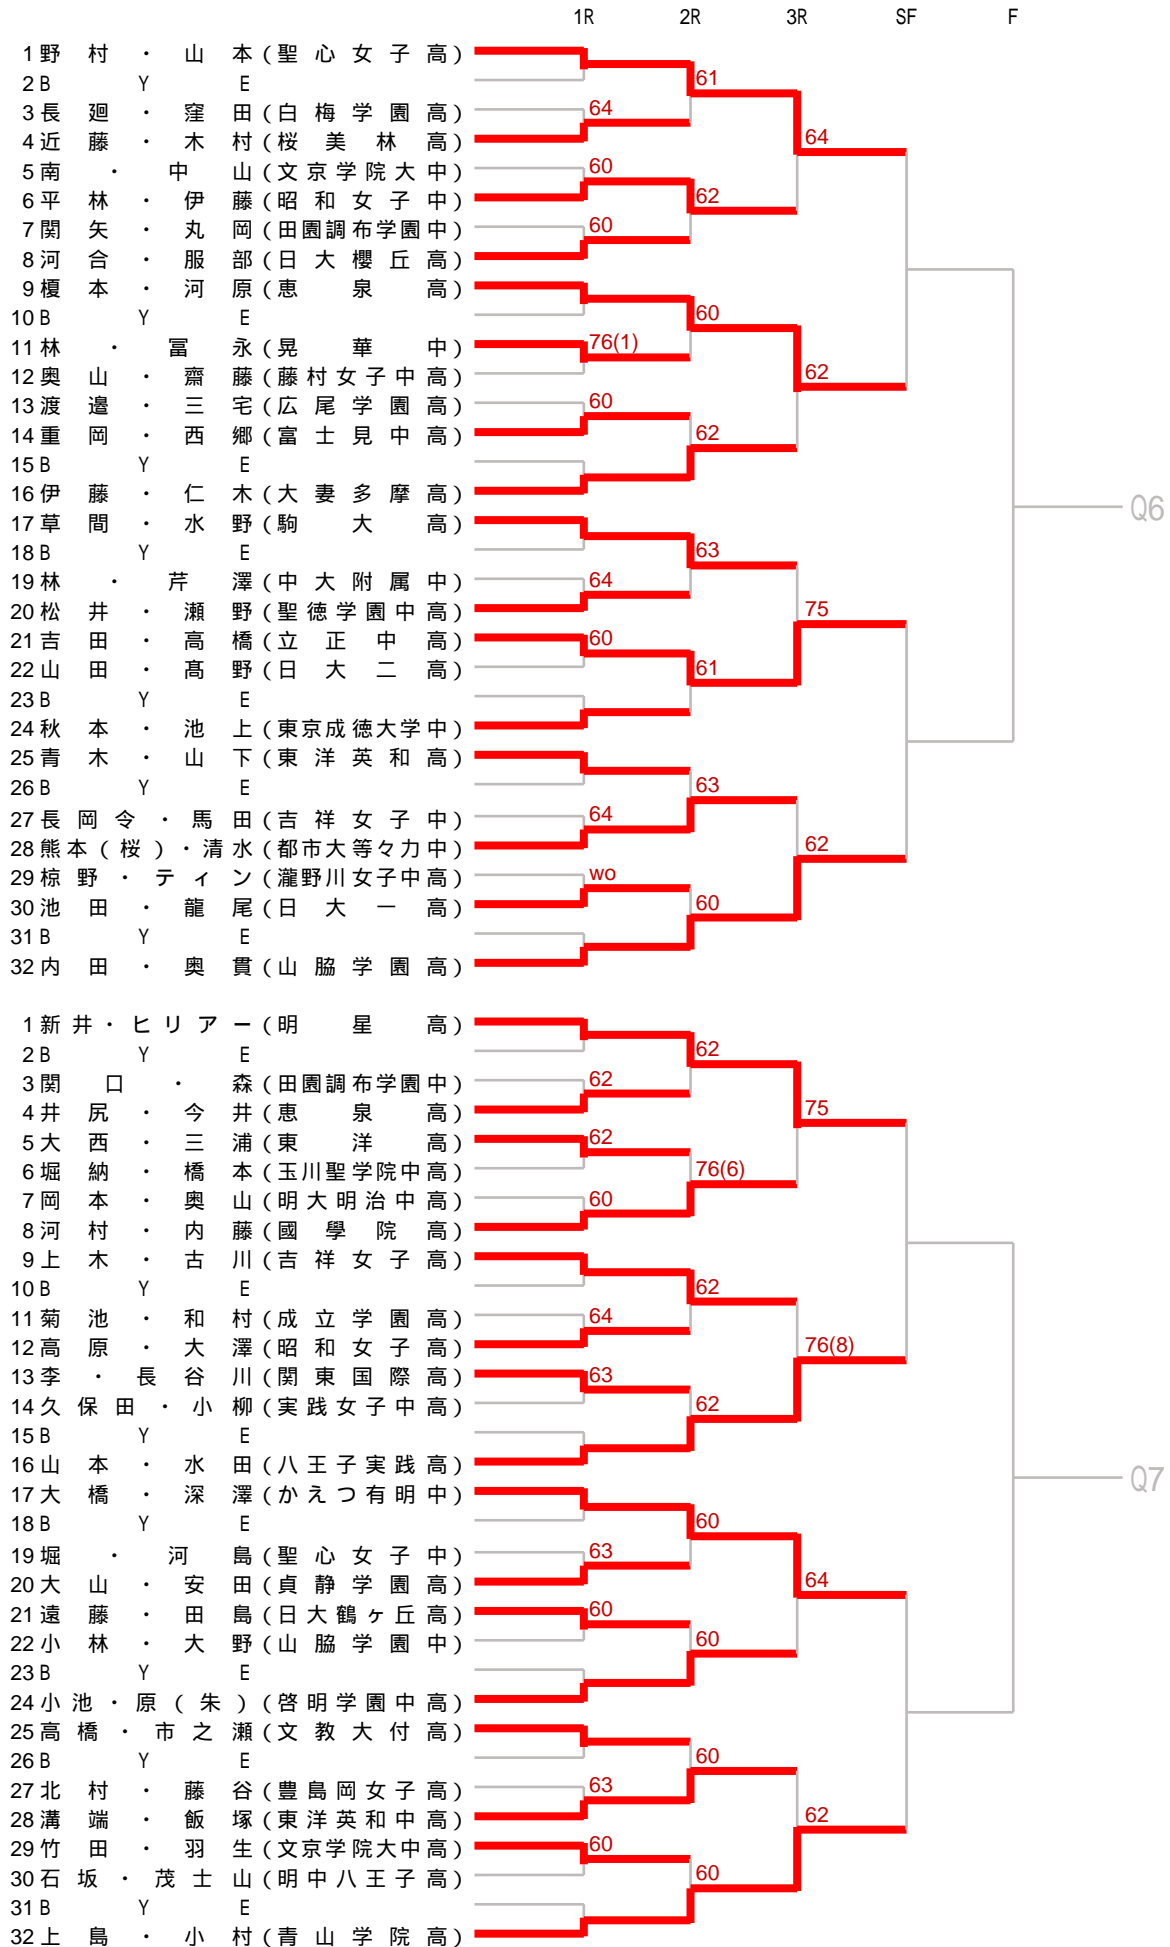 1R 2R 3R SF F
1 野村・山本 (聖心女子高)
2 BYE
61
3 長廻・窪田 (白梅学園高) 64
4 近藤・木村 (桜美林高) 64
5 南・中山 (文京学院大中) 60
6 平林・伊藤 (昭和女子中) 62
7 関矢・丸岡 (田園調布学園中) 60
8 河合・服部 (日大櫻丘高)
9 榎本・河原 (恵泉高)
10 BYE 60
11 林・冨永 (晃華中) 76(1)
12 奥山・齋藤 (藤村女子中高) 62
13 渡邉・三宅 (広尾学園高) 60
14 重岡・西郷 (富士見中高) 62
15 BYE
16 伊藤・仁木 (大妻多摩高) Q6
17 草間・水野 (駒大高)
18 BYE 63
19 林・芹澤 (中大附属中) 64
20 松井・瀬野 (聖徳学園中高) 75
21 吉田・高橋 (立正中高) 60
22 山田・髙野 (日大二高) 61
23 BYE
24 秋本・池上 (東京成徳大学中)
25 青木・山下 (東洋英和高)
26 BYE 63
27 長岡令・馬田 (吉祥女子中) 64
28 熊本(桜)・清水 (都市大等々力中) 62
29 椋野・ティン (瀧野川女子中高) wo
30 池田・龍尾 (日大一高) 60
31 BYE
32 内田・奥貫 (山脇学園高)
1 新井・ヒリアー (明星高)
2 BYE 62
3 関口・森 (田園調布学園中) 62
4 井尻・今井 (恵泉高) 75
5 大西・三浦 (東洋高) 62
6 堀納・橋本 (玉川聖学院中高) 76(6)
7 岡本・奥山 (明大明治中高) 60
8 河村・内藤 (國學院高)
9 上木・古川 (吉祥女子高)
10 BYE 62
11 菊池・和村 (成立学園高) 64
12 高原・大澤 (昭和女子高) 76(8)
13 李・長谷川 (関東国際高) 63
14 久保田・小柳 (実践女子中高) 62
15 BYE
16 山本・水田 (八王子実践高) Q7
17 大橋・深澤 (かえつ有明中)
18 BYE 60
19 堀・河島 (聖心女子中) 63
20 大山・安田 (貞静学園高) 64
21 遠藤・田島 (日大鶴ヶ丘高) 60
22 小林・大野 (山脇学園中) 60
23 BYE
24 小池・原(朱) (啓明学園中高)
25 高橋・市之瀬 (文教大付高)
26 BYE 60
27 北村・藤谷 (豊島岡女子高) 63
28 溝端・飯塚 (東洋英和中高) 62
29 竹田・羽生 (文京学院大中高) 60
30 石坂・茂士山 (明中八王子高) 60
31 BYE
32 上島・小村 (青山学院高)